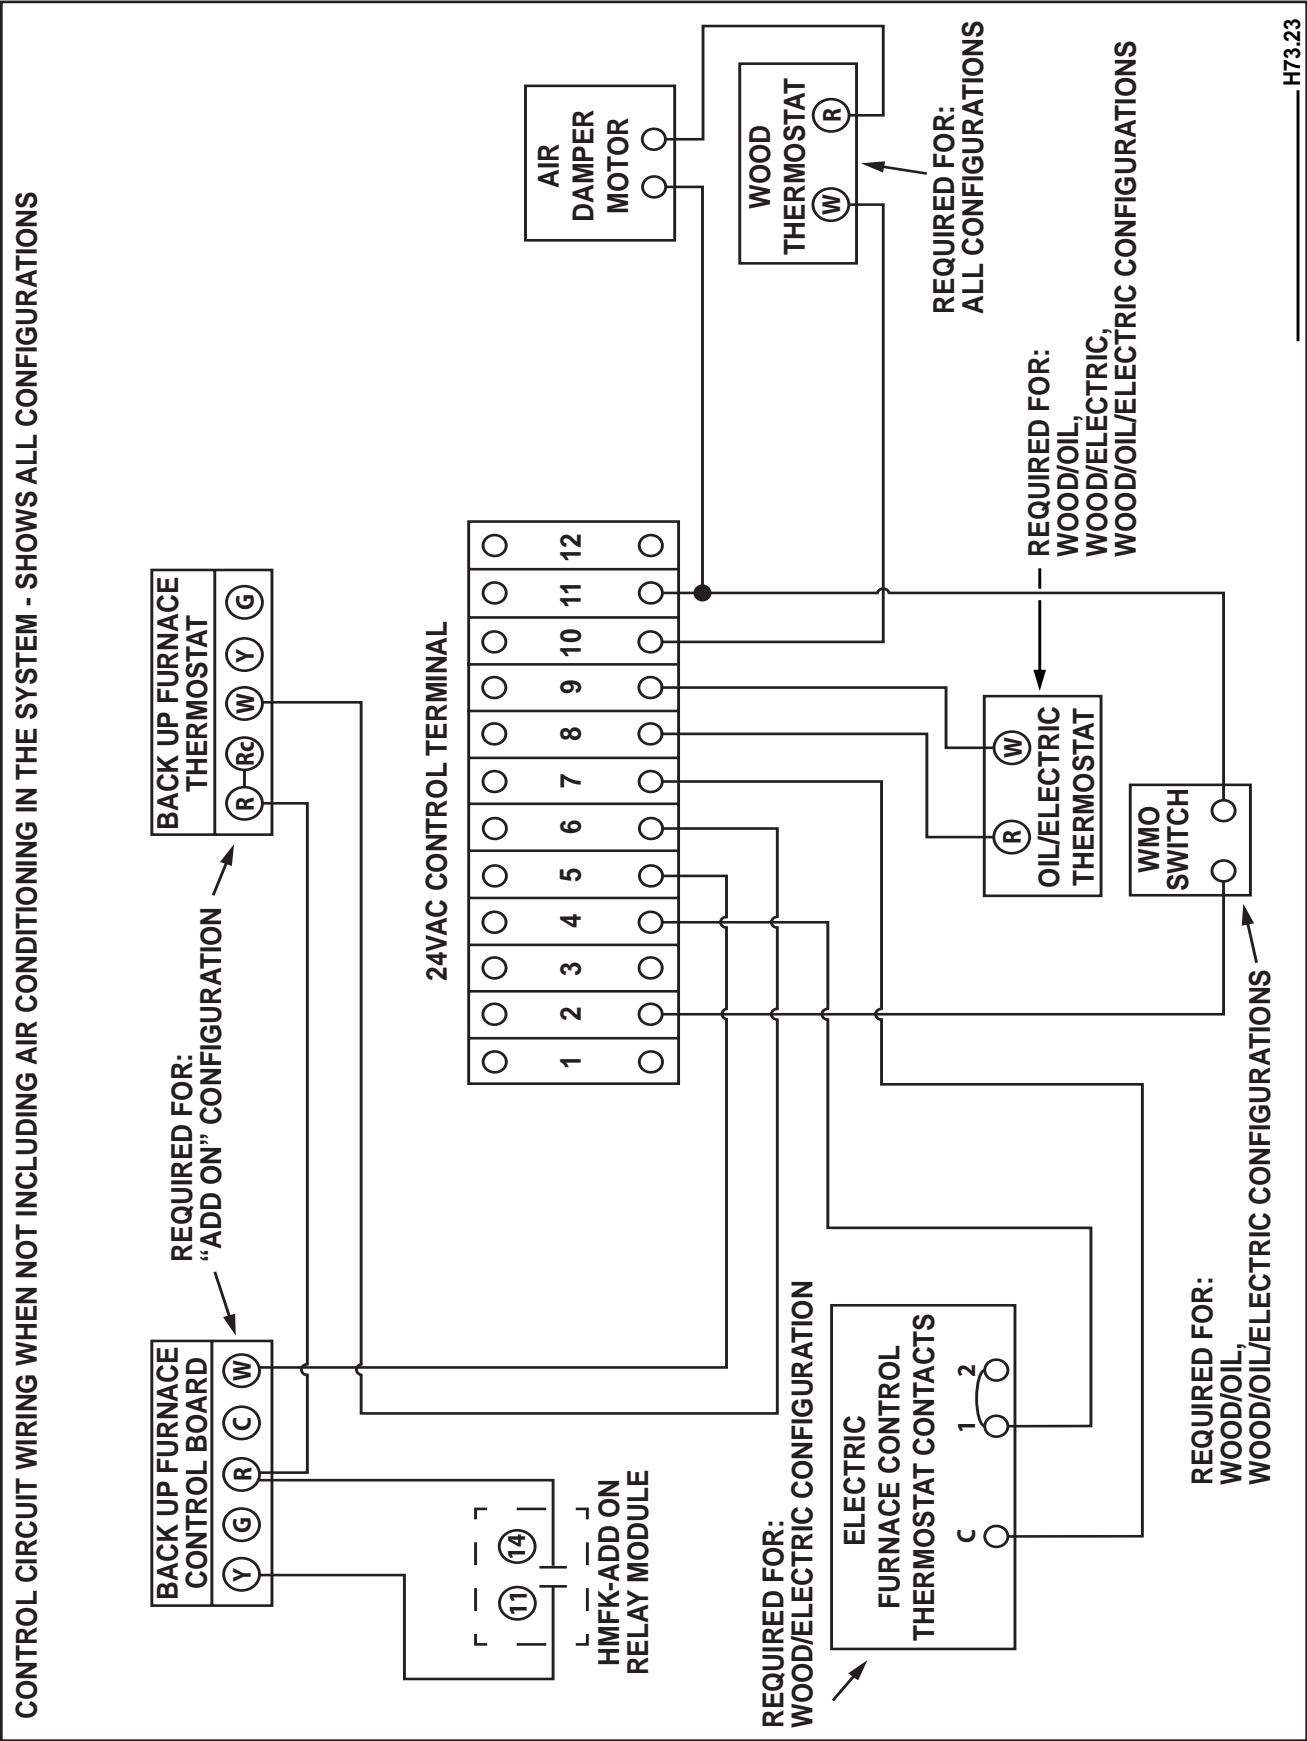 CONTROL CIRCUIT WIRING WHEN NOT INCLUDING AIR CONDITIONING IN THE SYSTEM - SHOWS ALL CONFIGURATIONS
BACK UP FURNACE
CONTROL BOARD
Y G R C W
REQUIRED FOR:
“ADD ON” CONFIGURATION
BACK UP FURNACE
THERMOSTAT
R Rc W Y G
11 14
HMFK-ADD ON
RELAY MODULE
24VAC CONTROL TERMINAL
1 2 3 4 5 6 7 8 9 10 11 12
AIR
DAMPER
MOTOR
WOOD
THERMOSTAT
W R
REQUIRED FOR:
ALL CONFIGURATIONS
REQUIRED FOR:
WOOD/ELECTRIC CONFIGURATION
ELECTRIC
FURNACE CONTROL
THERMOSTAT CONTACTS
C 1 2
R W
OIL/ELECTRIC
THERMOSTAT
REQUIRED FOR:
WOOD/OIL,
WOOD/ELECTRIC,
WOOD/OIL/ELECTRIC CONFIGURATIONS
WMO
SWITCH
REQUIRED FOR:
WOOD/OIL,
WOOD/OIL/ELECTRIC CONFIGURATIONS
H73.23